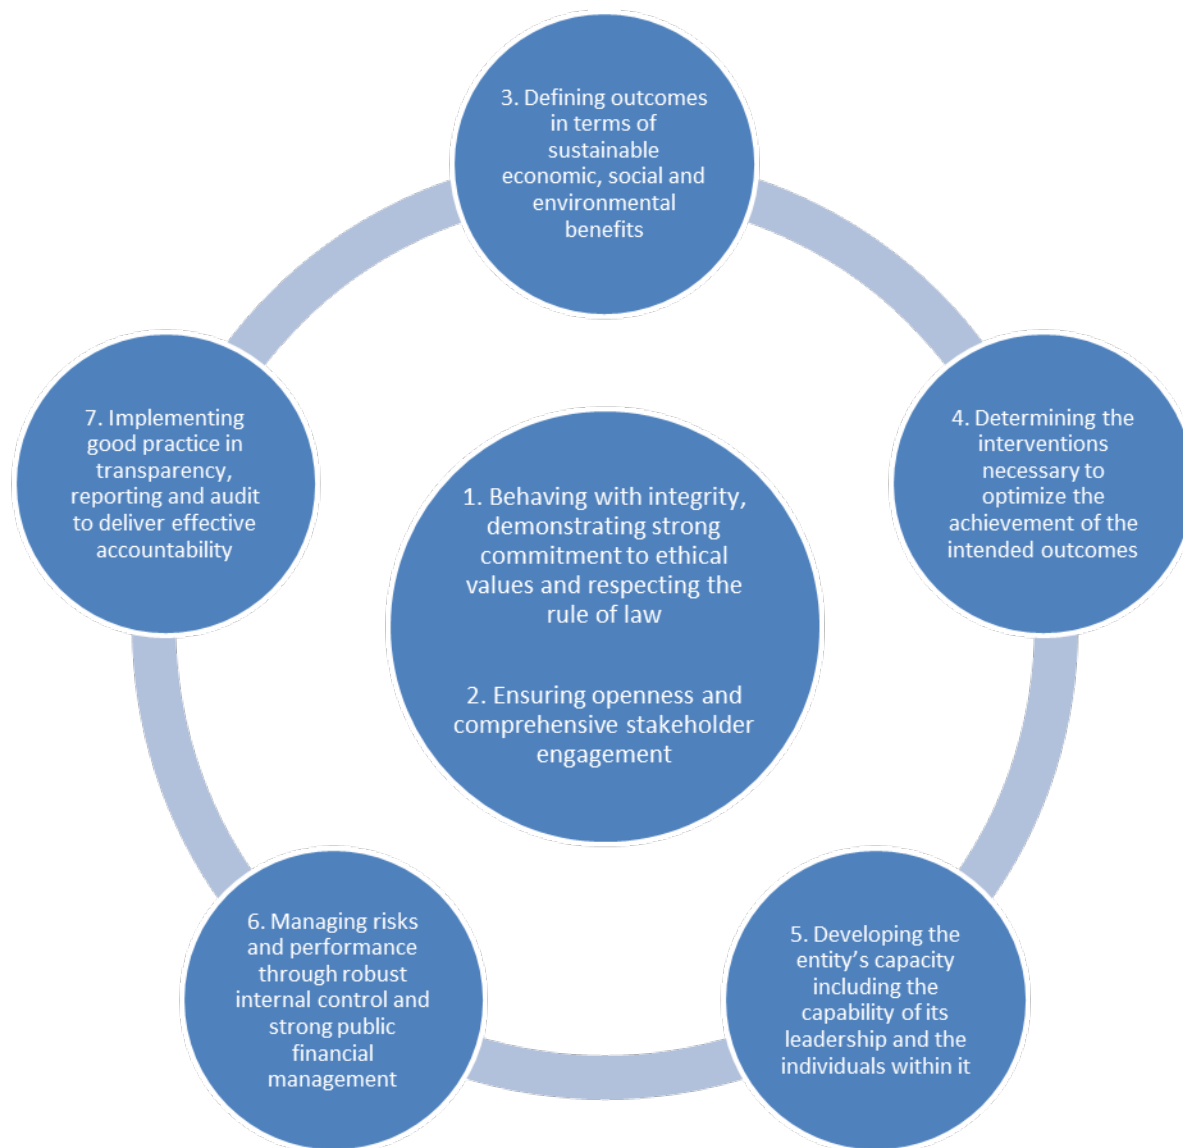 3. Defining outcomes
in terms of
sustainable
economic, social and
environmental
benefits
7. Implementing
good practice in
transparency,
reporting and audit
to deliver effective
accountability
4. Determining the
interventions
necessary to
optimize the
achievement of the
intended outcomes
1. Behaving with integrity,
demonstrating strong
commitment to ethical
values and respecting the
rule of law
2. Ensuring openness and
comprehensive stakeholder
engagement
6. Managing risks
and performance
through robust
internal control and
strong public
financial
management
5. Developing the
entity’s capacity
including the
capability of its
leadership and the
individuals within it